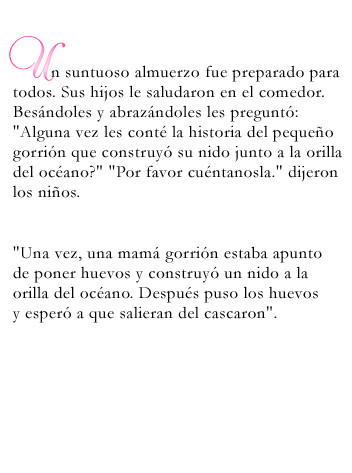 Un suntuoso almuerzo fue preparado para
todos. Sus hijos le saludaron en el comedor.
Besándoles y abrazándoles les preguntó:
"Alguna vez les conté la historia del pequeño
gorrión que construyó su nido junto a la orilla
del océano?" "Por favor cuéntanosla." dijeron
los niños.
"Una vez, una mamá gorrión estaba apunto
de poner huevos y construyó un nido a la
orilla del océano. Después puso los huevos
y esperó a que salieran del cascaron".